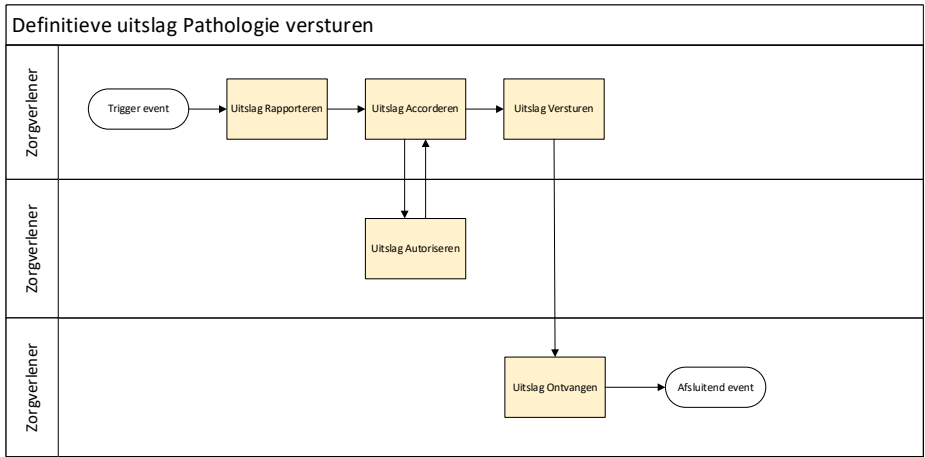 Definitieve uitslag Pathologie versturen
Zorgverlener
Trigger event
Uitslag Rapporteren
Uitslag Accorderen
Uitslag Versturen
Zorgverlener
Uitslag Autoriseren
Zorgverlener
Uitslag Ontvangen
Afsluitend event